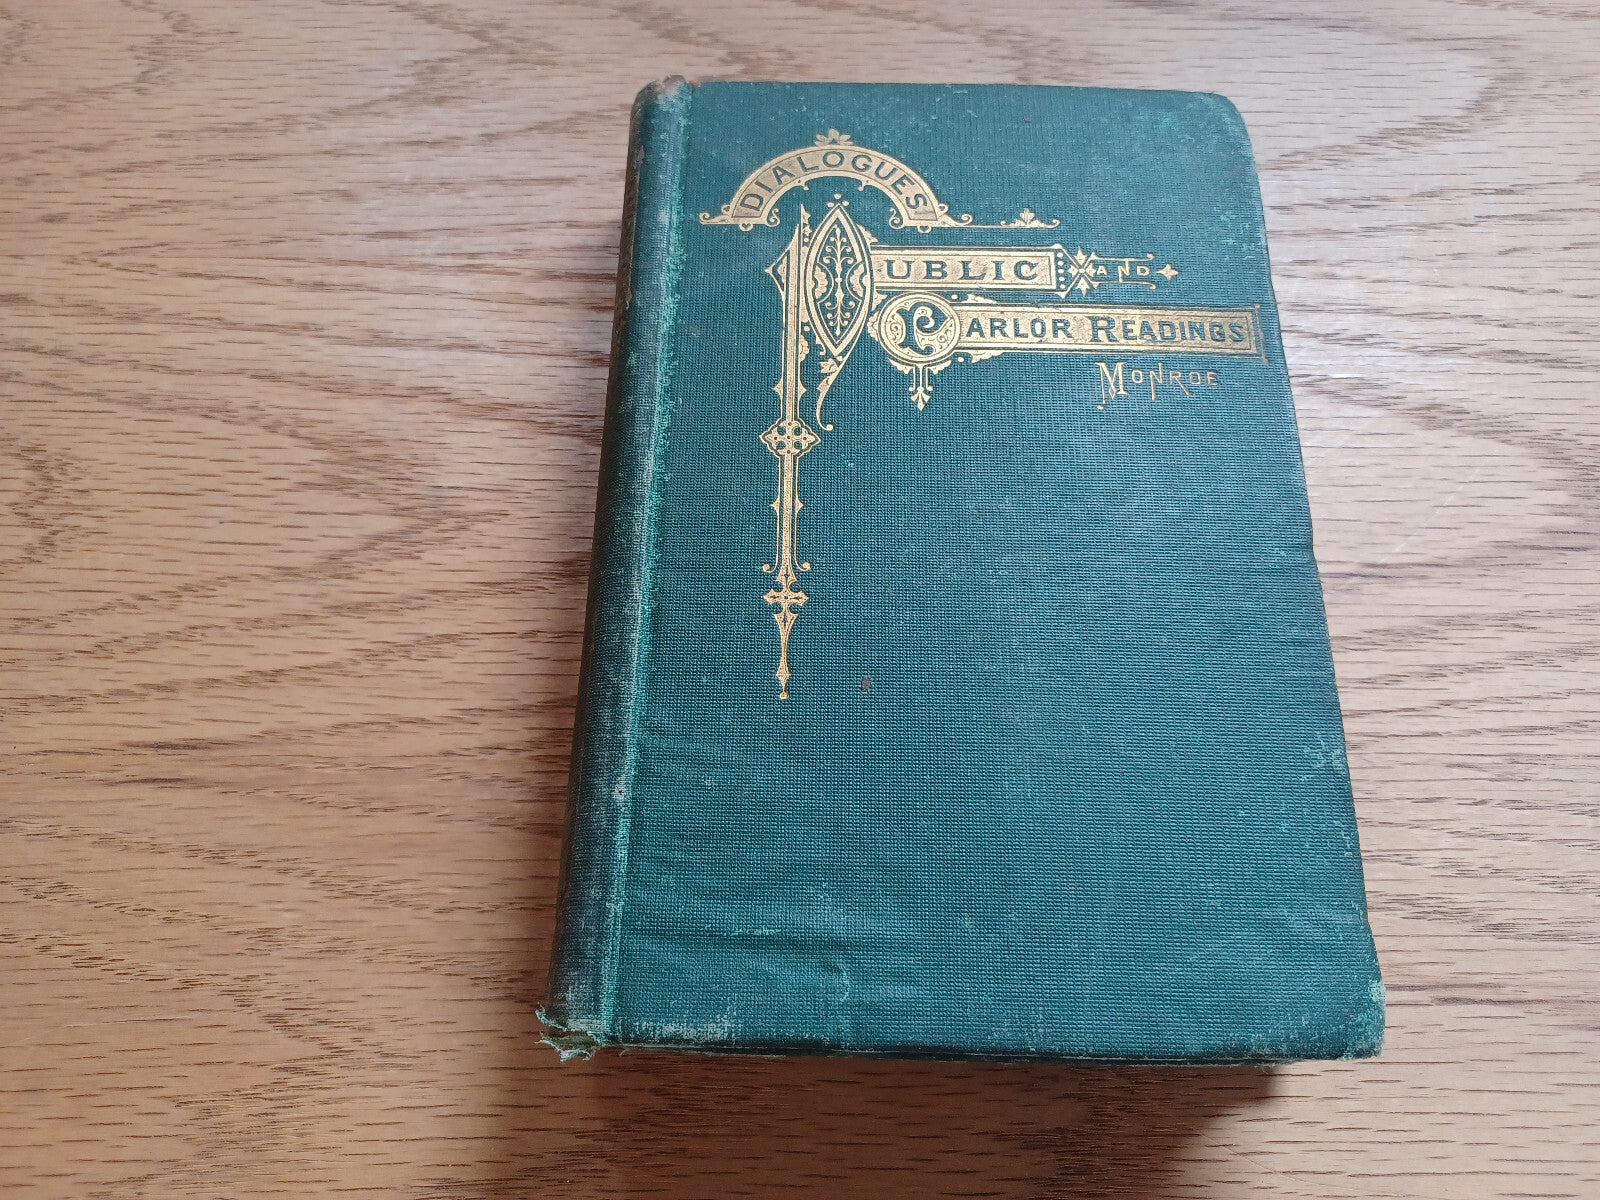 DIALOGUES
PUBLIC AND
PARLOR READINGS
MONROE